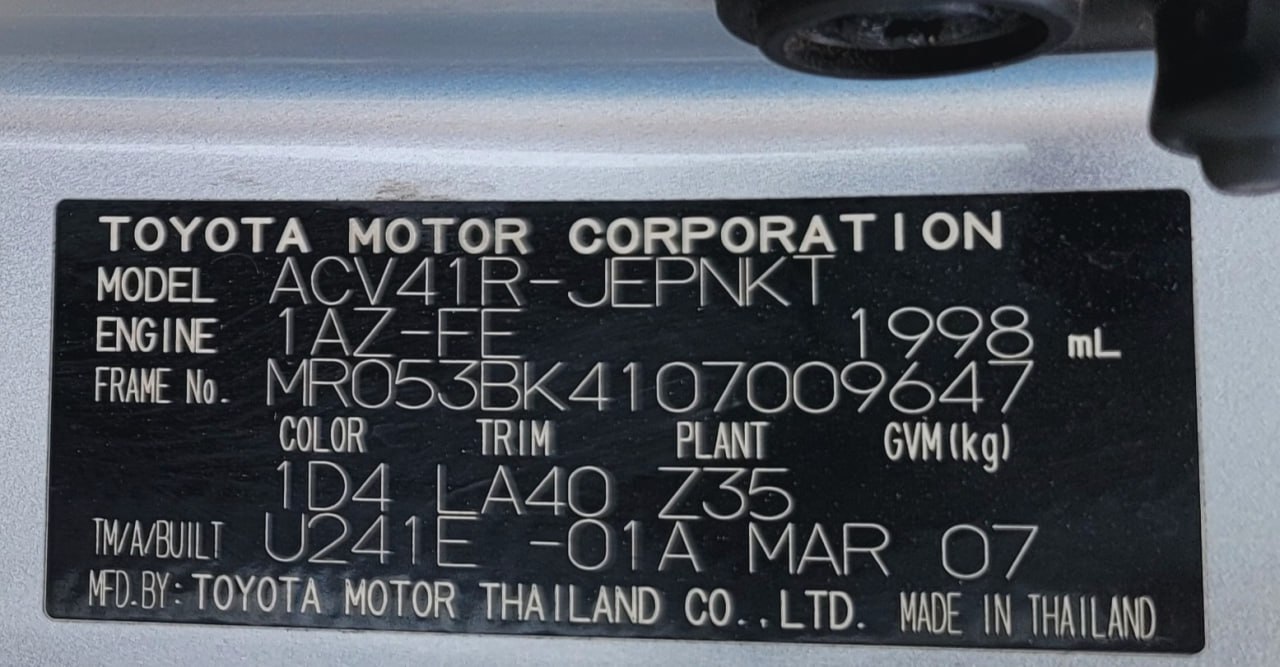 TOYOTA MOTOR CORPORATION
MODEL ACV41R-JEPNKT
ENGINE 1AZ-FE 1998 mL
FRAME No. MR053BK4107009647
COLOR TRIM PLANT GVM(kg)
1D4 LA40 Z35
TM/A/BUILT U241E -01A MAR 07
MFD.BY: TOYOTA MOTOR THAILAND CO.,LTD. MADE IN THAILAND